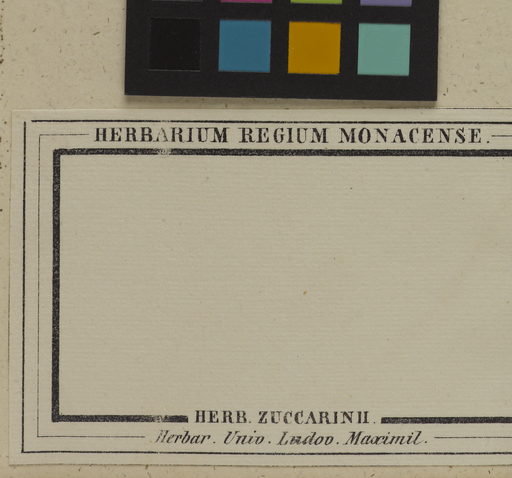 HERBARIUM REGIUM MONACENSE.
HERB. ZUCCARINII.
Herbar. Univ. Ludov. Maximil.